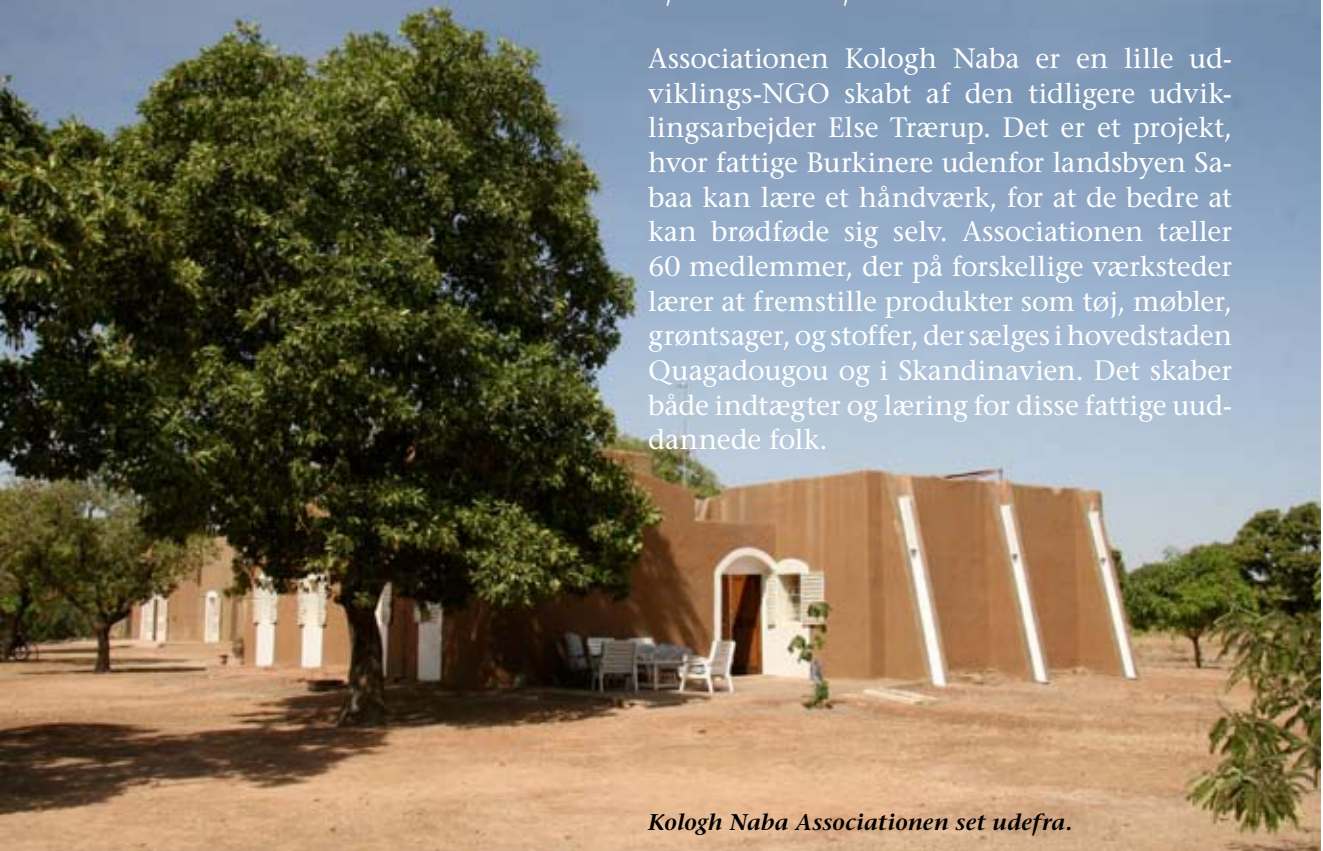 Associationen Kologh Naba er en lille ud-
viklings-NGO skabt af den tidligere udvik-
lingsarbejder Else Trærup. Det er et projekt,
hvor fattige Burkinere udenfor landsbyen Sa-
baa kan lære et håndværk, for at de bedre at
kan brødføde sig selv. Associationen tæller
60 medlemmer, der på forskellige værksteder
lærer at fremstille produkter som tøj, møbler,
grøntsager, og stoffer, der sælges i hovedstaden
Quagadougou og i Skandinavien. Det skaber
både indtægter og læring for disse fattige uud-
dannede folk.
Kologh Naba Associationen set udefra.